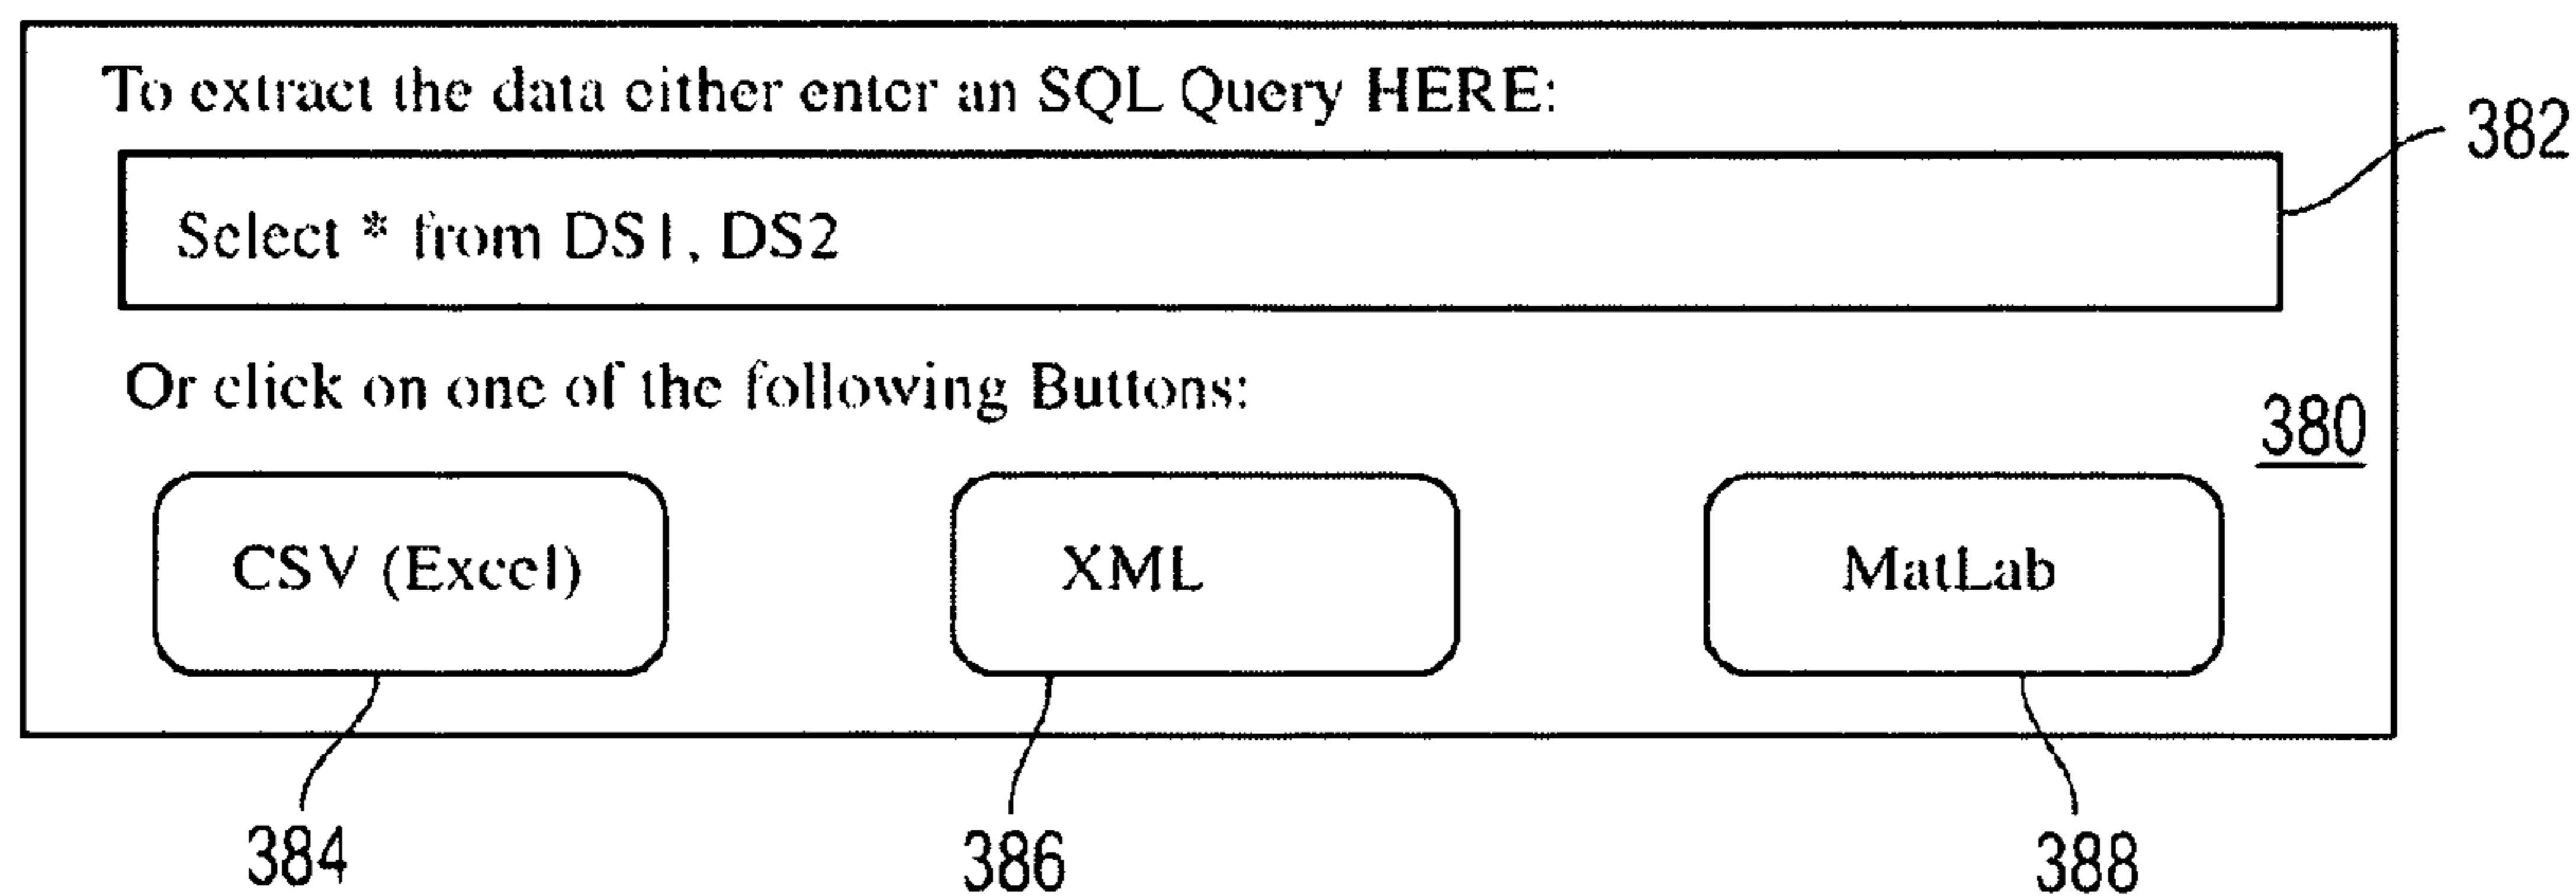 To extract the data either enter an SQL Query HERE:
382
Select * from DS1, DS2
Or click on one of the following Buttons:
380
CSV (Excel) XML MatLab
384 386 388